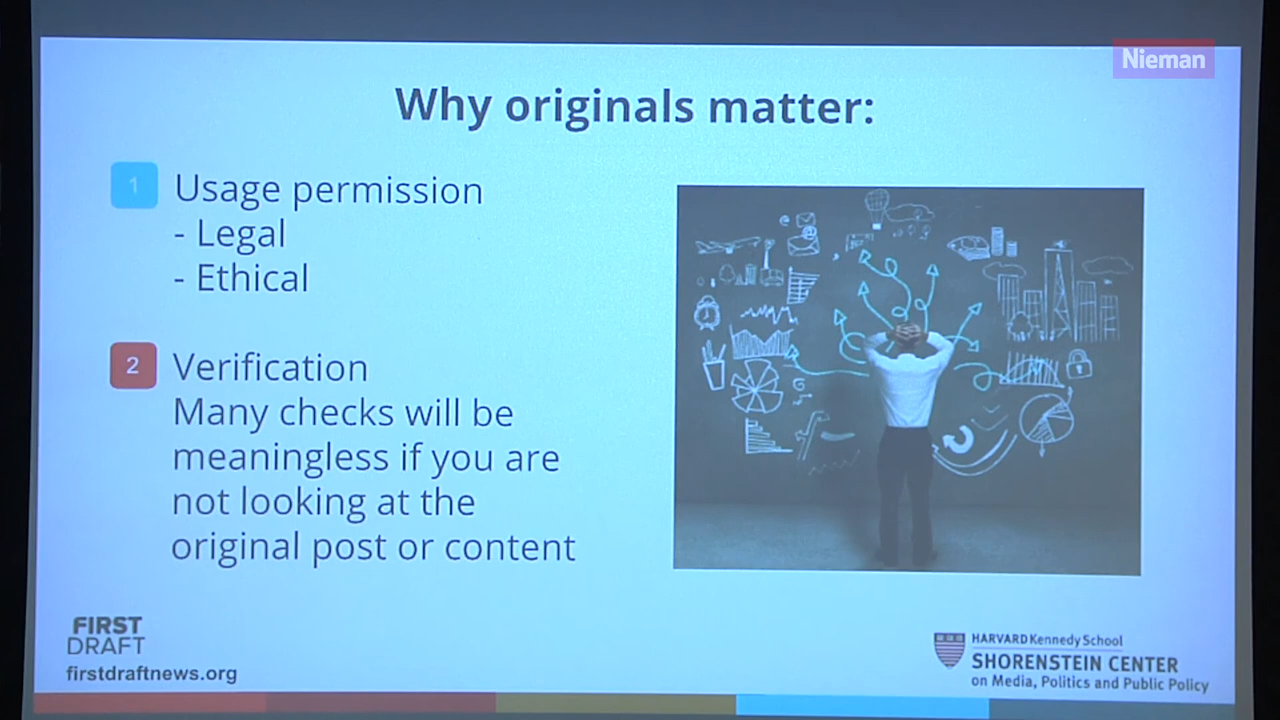 Nieman
Why originals matter:
1
Usage permission
- Legal
- Ethical
2
Verification
Many checks will be
meaningless if you are
not looking at the
original post or content
FIRST
DRAFT
firstdraftnews.org
HARVARD Kennedy School
SHORENSTEIN CENTER
on Media, Politics and Public Policy